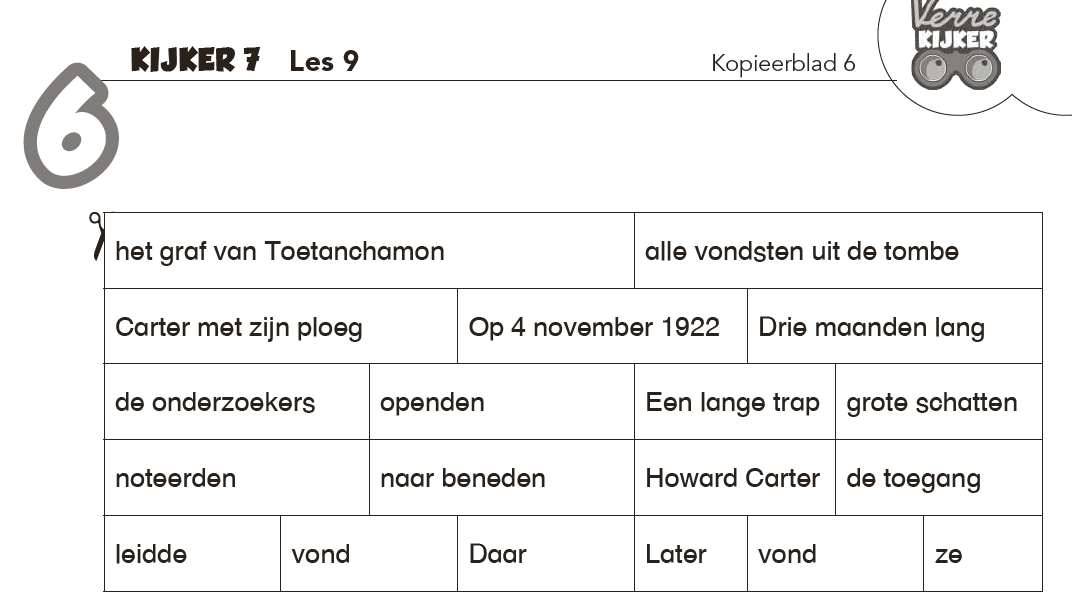 Verre
KIJKER
KIJKER 7 Les 9 Kopieerblad 6
6
het graf van Toetanchamon alle vondsten uit de tombe
Carter met zijn ploeg Op 4 november 1922 Drie maanden lang
de onderzoekers openden Een lange trap grote schatten
noteerden naar beneden Howard Carter de toegang
leidde vond Daar Later vond ze